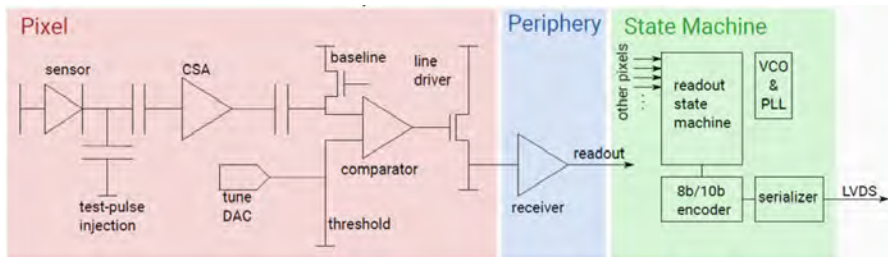 Pixel
Periphery
State Machine
sensor
CSA
baseline
line
driver
comparator
tune
DAC
test-pulse
injection
threshold
receiver
readout
other pixels
...
readout
state
machine
VCO
&
PLL
8b/10b
encoder
serializer
LVDS